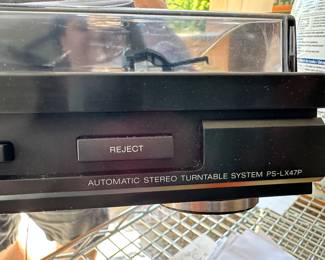 REJECT
AUTOMATIC STEREO TURNTABLE SYSTEM PS-LX47P